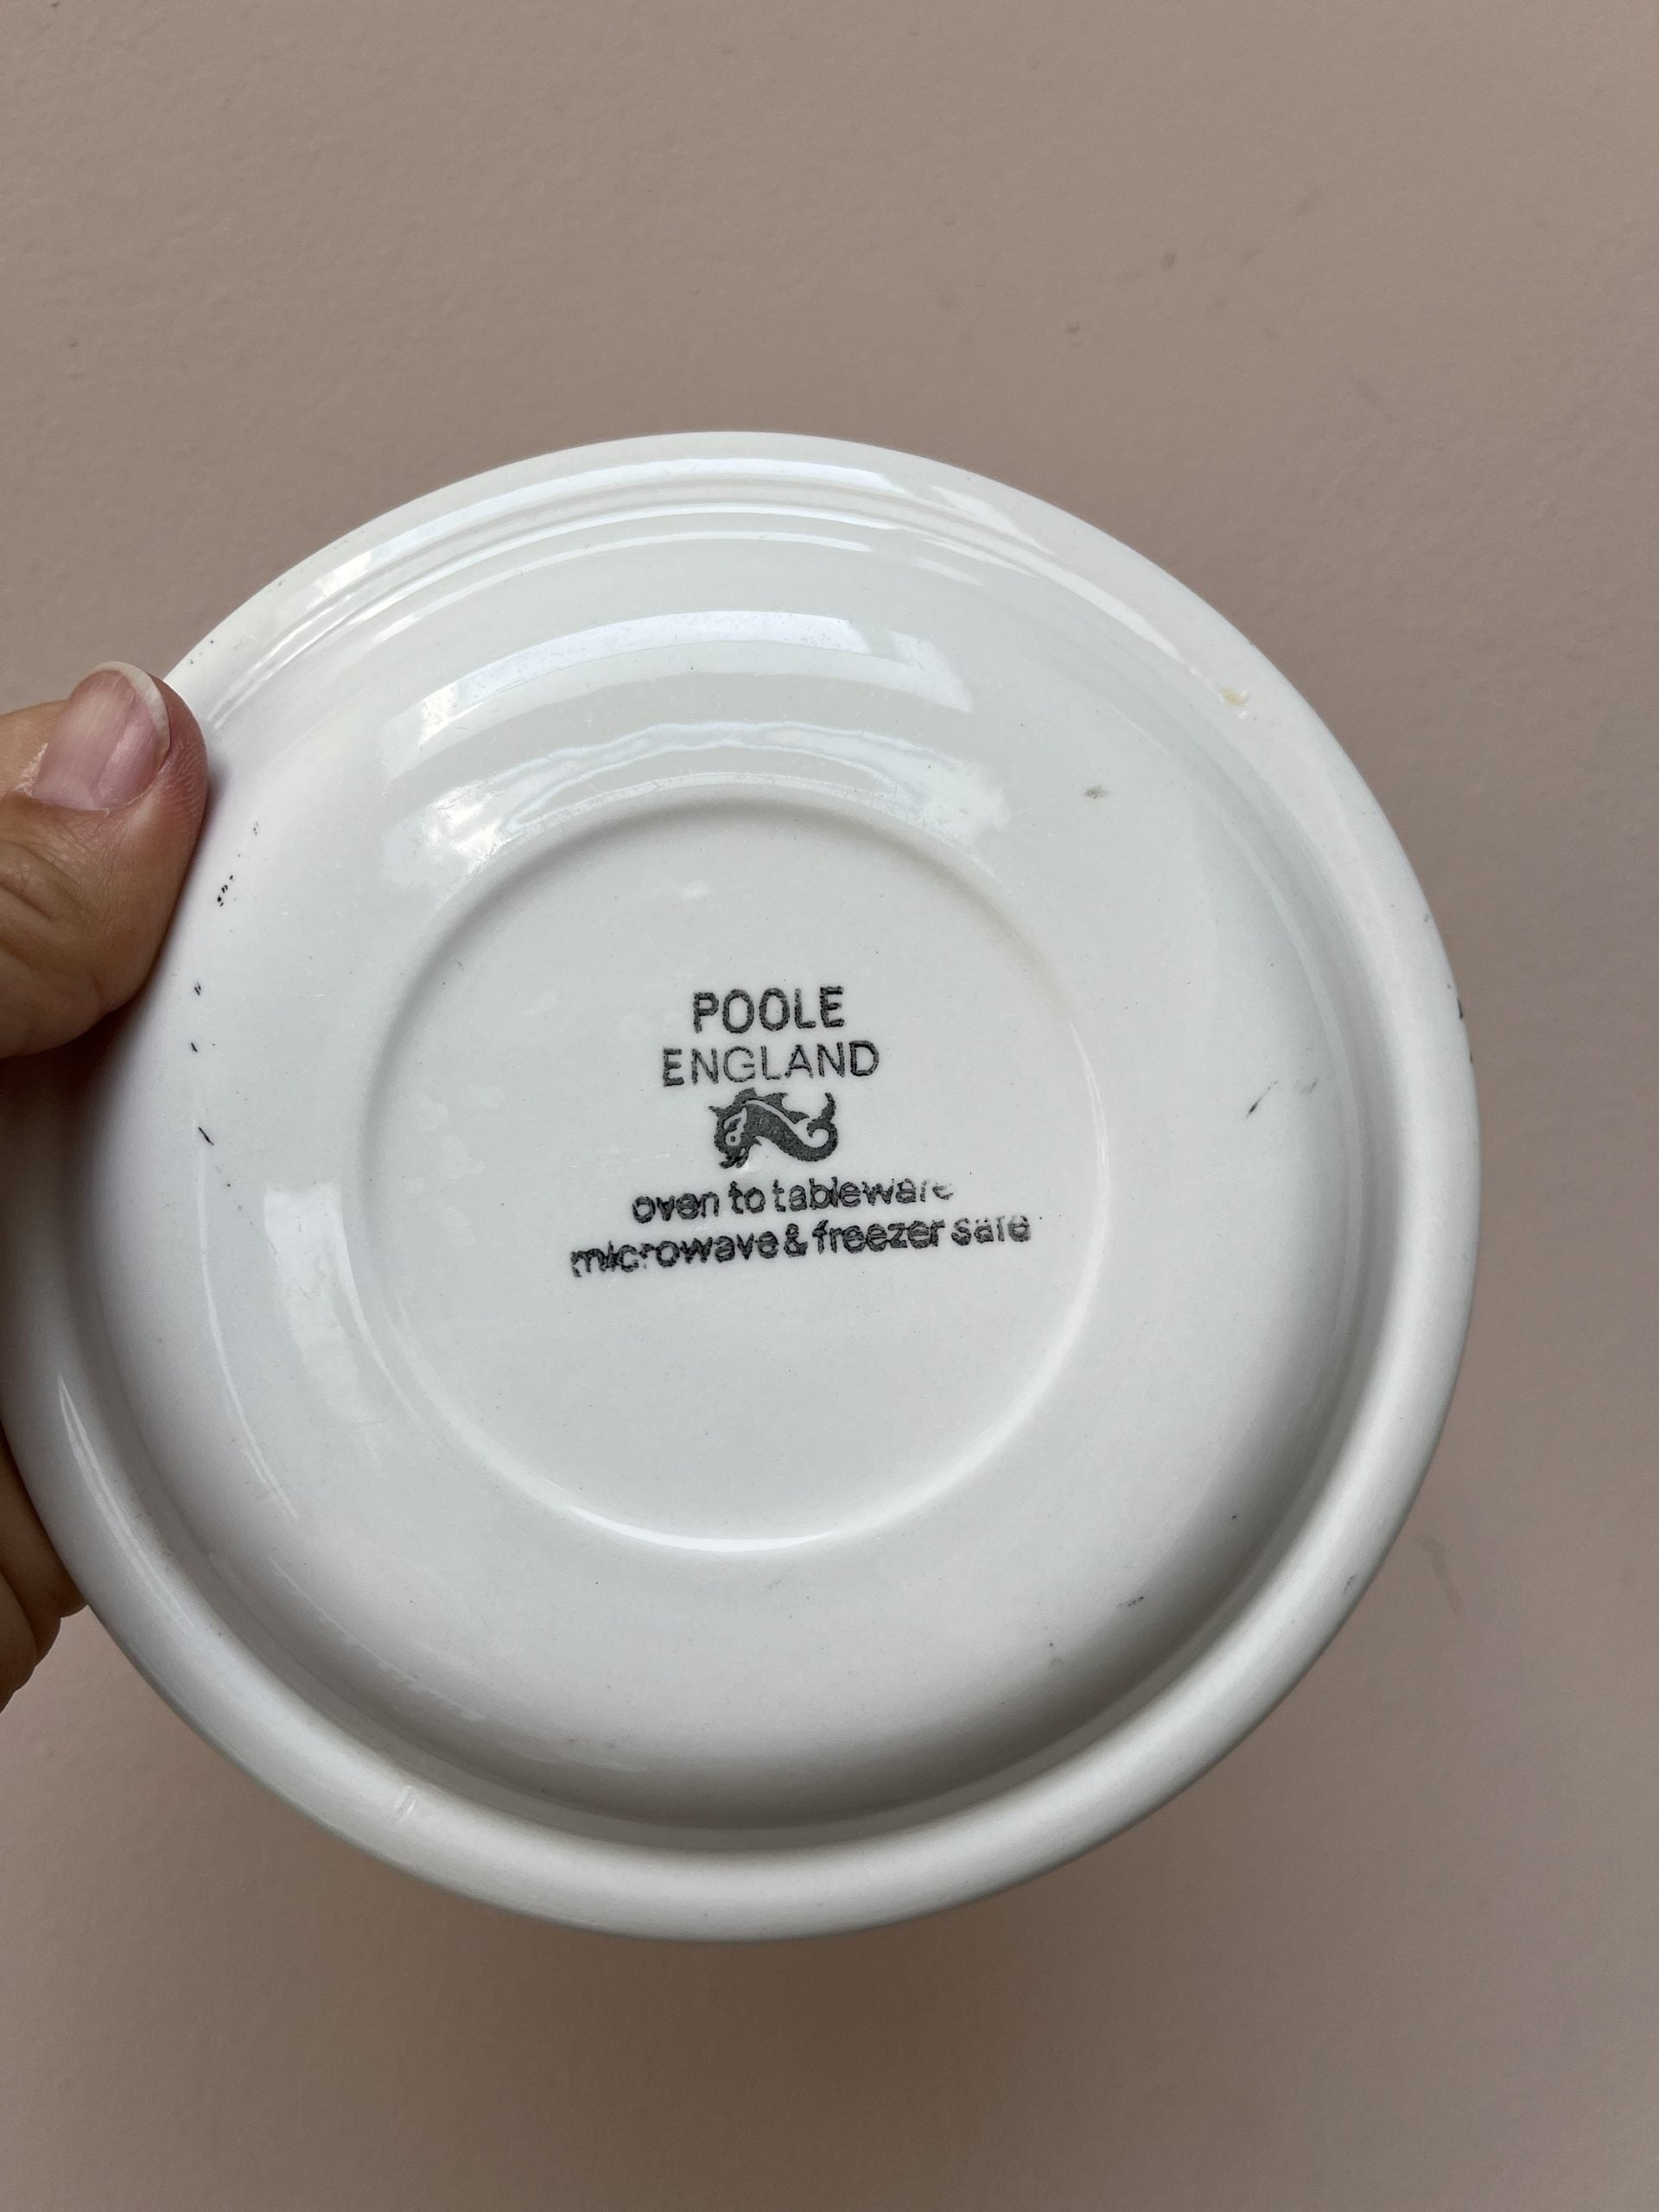 POOLE
ENGLAND
oven to tableware
microwave & freezer safe